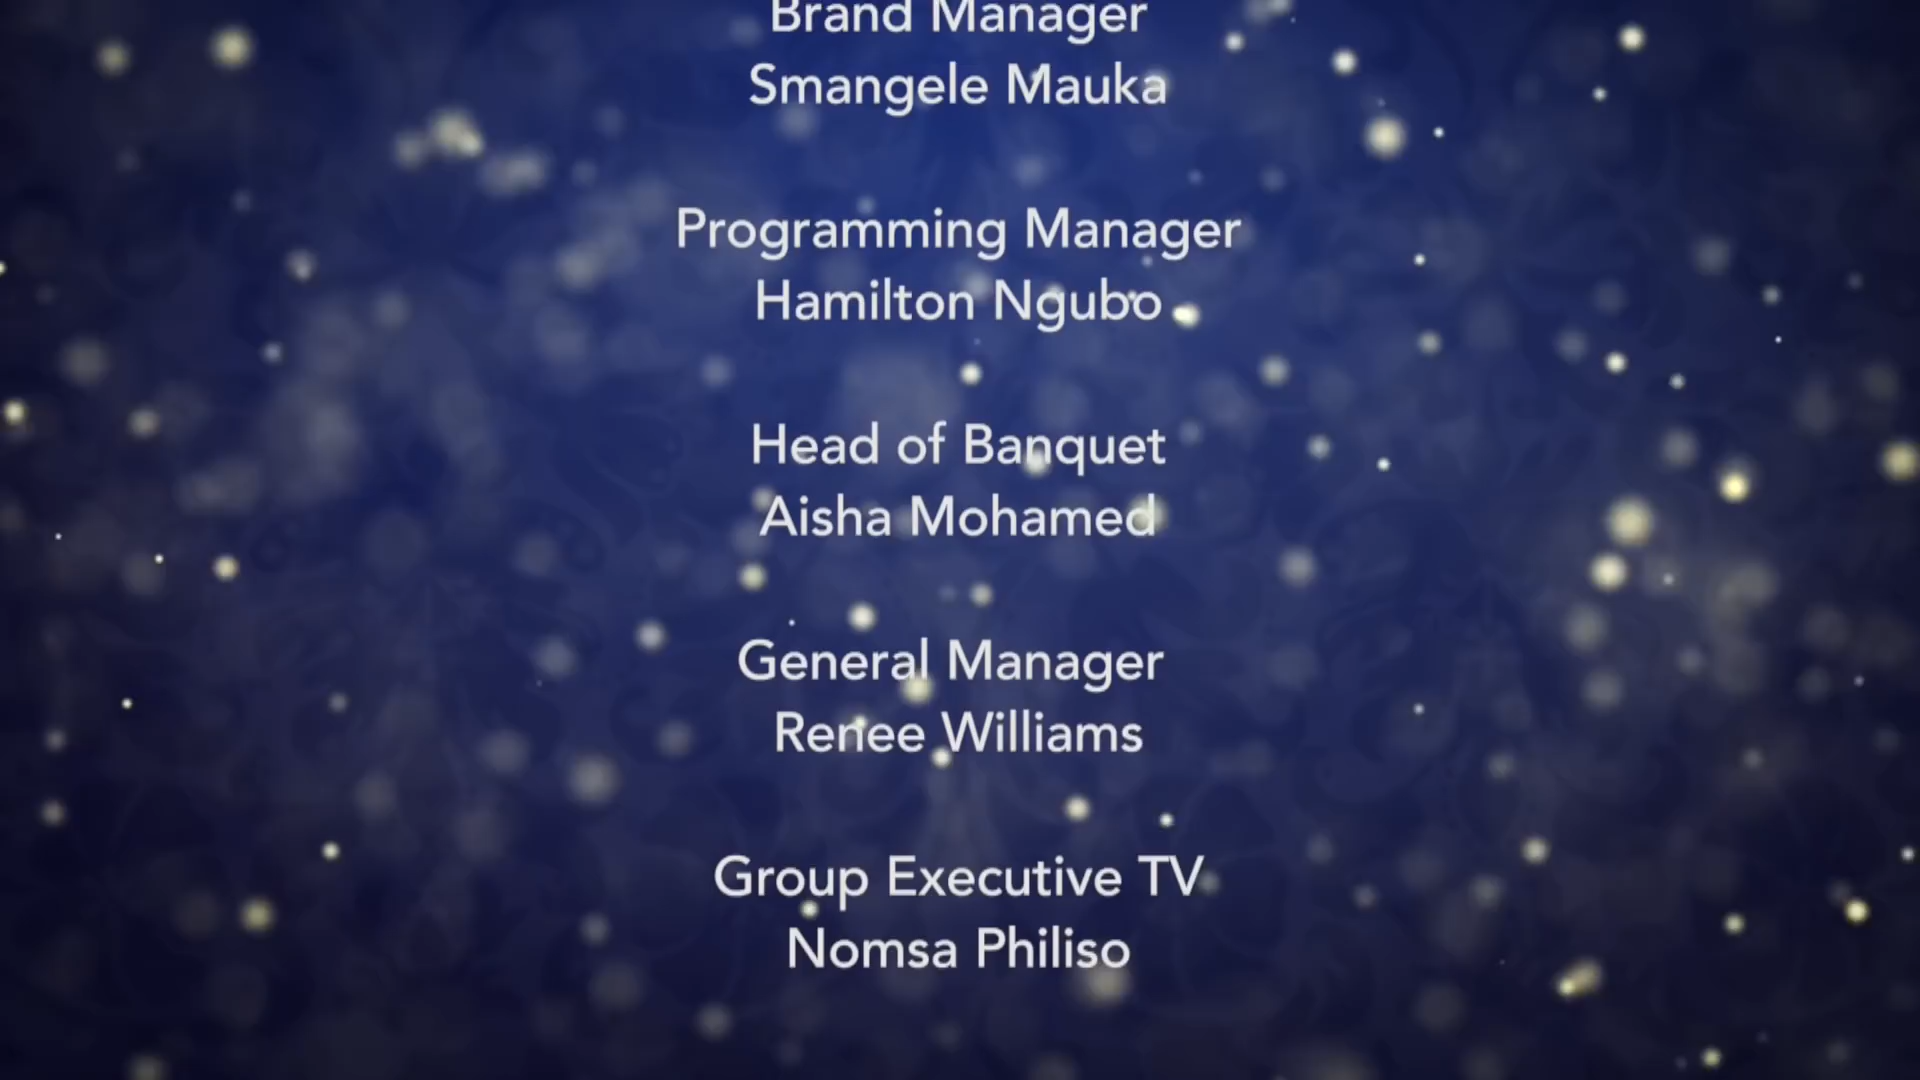 Brand Manager
Smangele Mauka
Programming Manager
Hamilton Ngubo
Head of Banquet
Aisha Mohamed
General Manager
Renee Williams
Group Executive TV
Nomsa Philiso